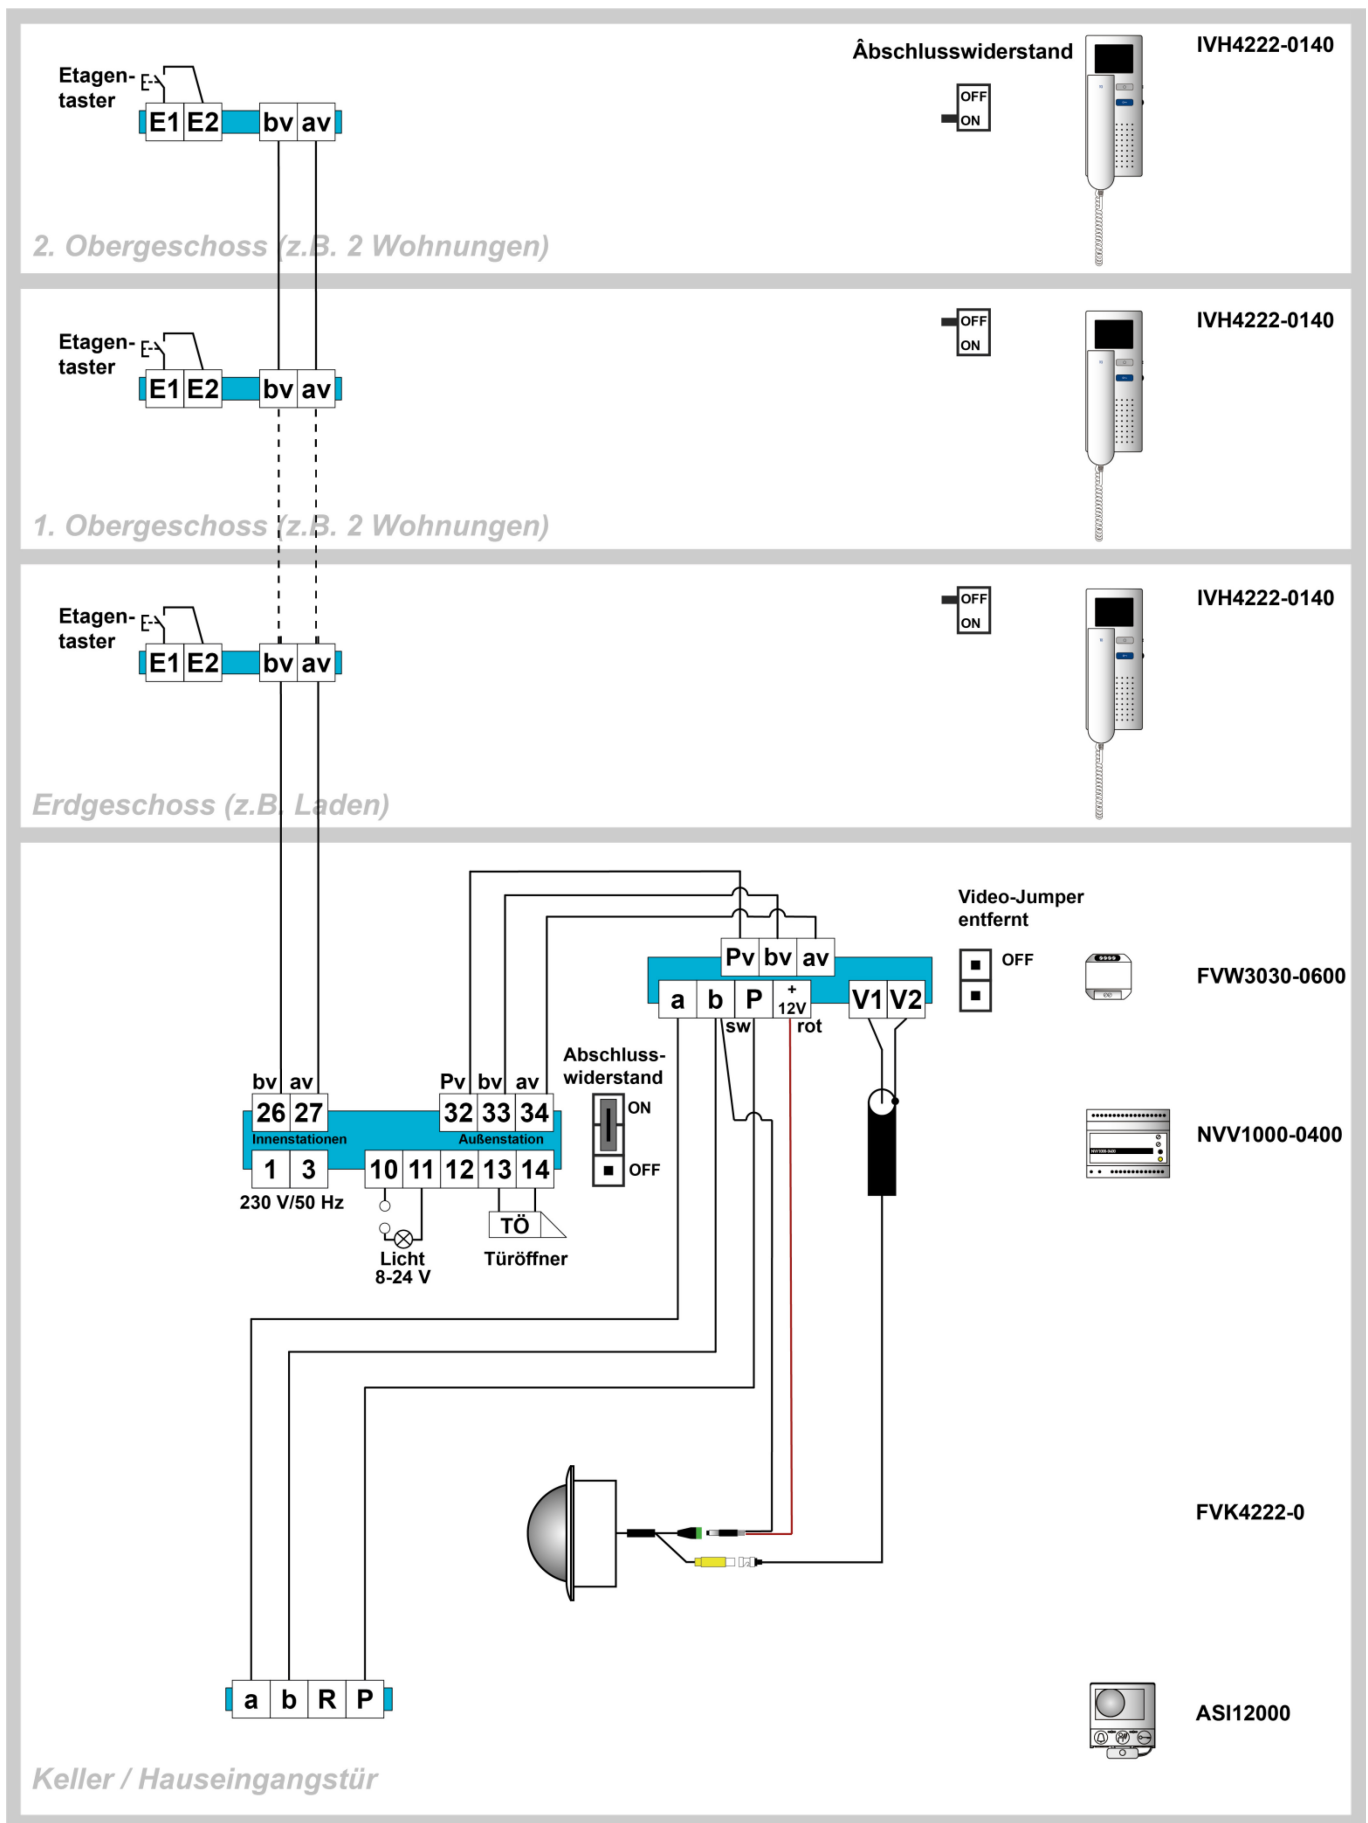 Âbschlusswiderstand
IVH4222-0140
Etagen-
taster
OFF
ON
E1 E2 bv av
2. Obergeschoss (z.B. 2 Wohnungen)
IVH4222-0140
Etagen-
taster
OFF
ON
E1 E2 bv av
1. Obergeschoss (z.B. 2 Wohnungen)
IVH4222-0140
Etagen-
taster
OFF
ON
E1 E2 bv av
Erdgeschoss (z.B. Laden)
Video-Jumper
entfernt
OFF
FVW3030-0600
Pv bv av
a b P + 12V V1 V2
sw rot
Abschluss-
widerstand
ON
OFF
bv av Pv bv av
26 27 32 33 34
Innenstationen Außenstation
1 3 10 11 12 13 14
230 V/50 Hz
TÖ
Licht
8-24 V
Türöffner
NVV1000-0400
FVK4222-0
a b R P
ASI12000
Keller / Hauseingangstür